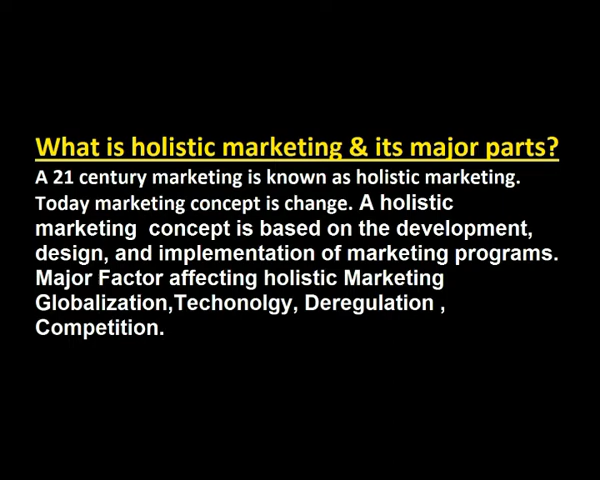 What is holistic marketing & its major parts?
A 21 century marketing is known as holistic marketing.
Today marketing concept is change. A holistic
marketing concept is based on the development,
design, and implementation of marketing programs.
Major Factor affecting holistic Marketing
Globalization,Techonolgy, Deregulation ,
Competition.